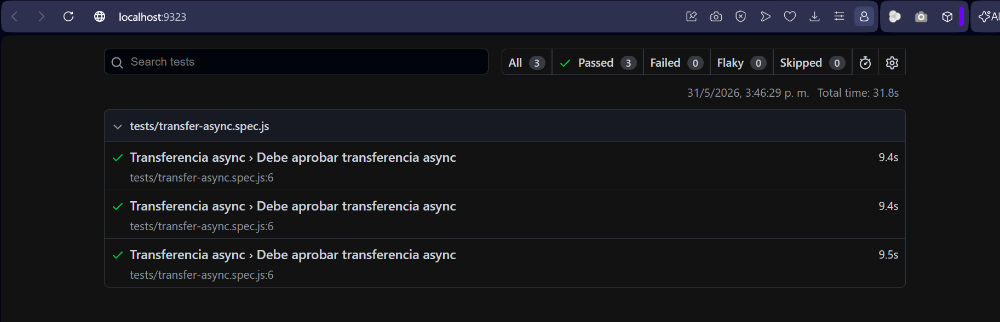 localhost:9323
AI
Search tests
All 3 Passed 3 Failed 0 Flaky 0 Skipped 0
31/5/2026, 3:46:29 p. m. Total time: 31.8s
tests/transfer-async.spec.js
Transferencia async › Debe aprobar transferencia async 9.4s
tests/transfer-async.spec.js:6
Transferencia async › Debe aprobar transferencia async 9.4s
tests/transfer-async.spec.js:6
Transferencia async › Debe aprobar transferencia async 9.5s
tests/transfer-async.spec.js:6